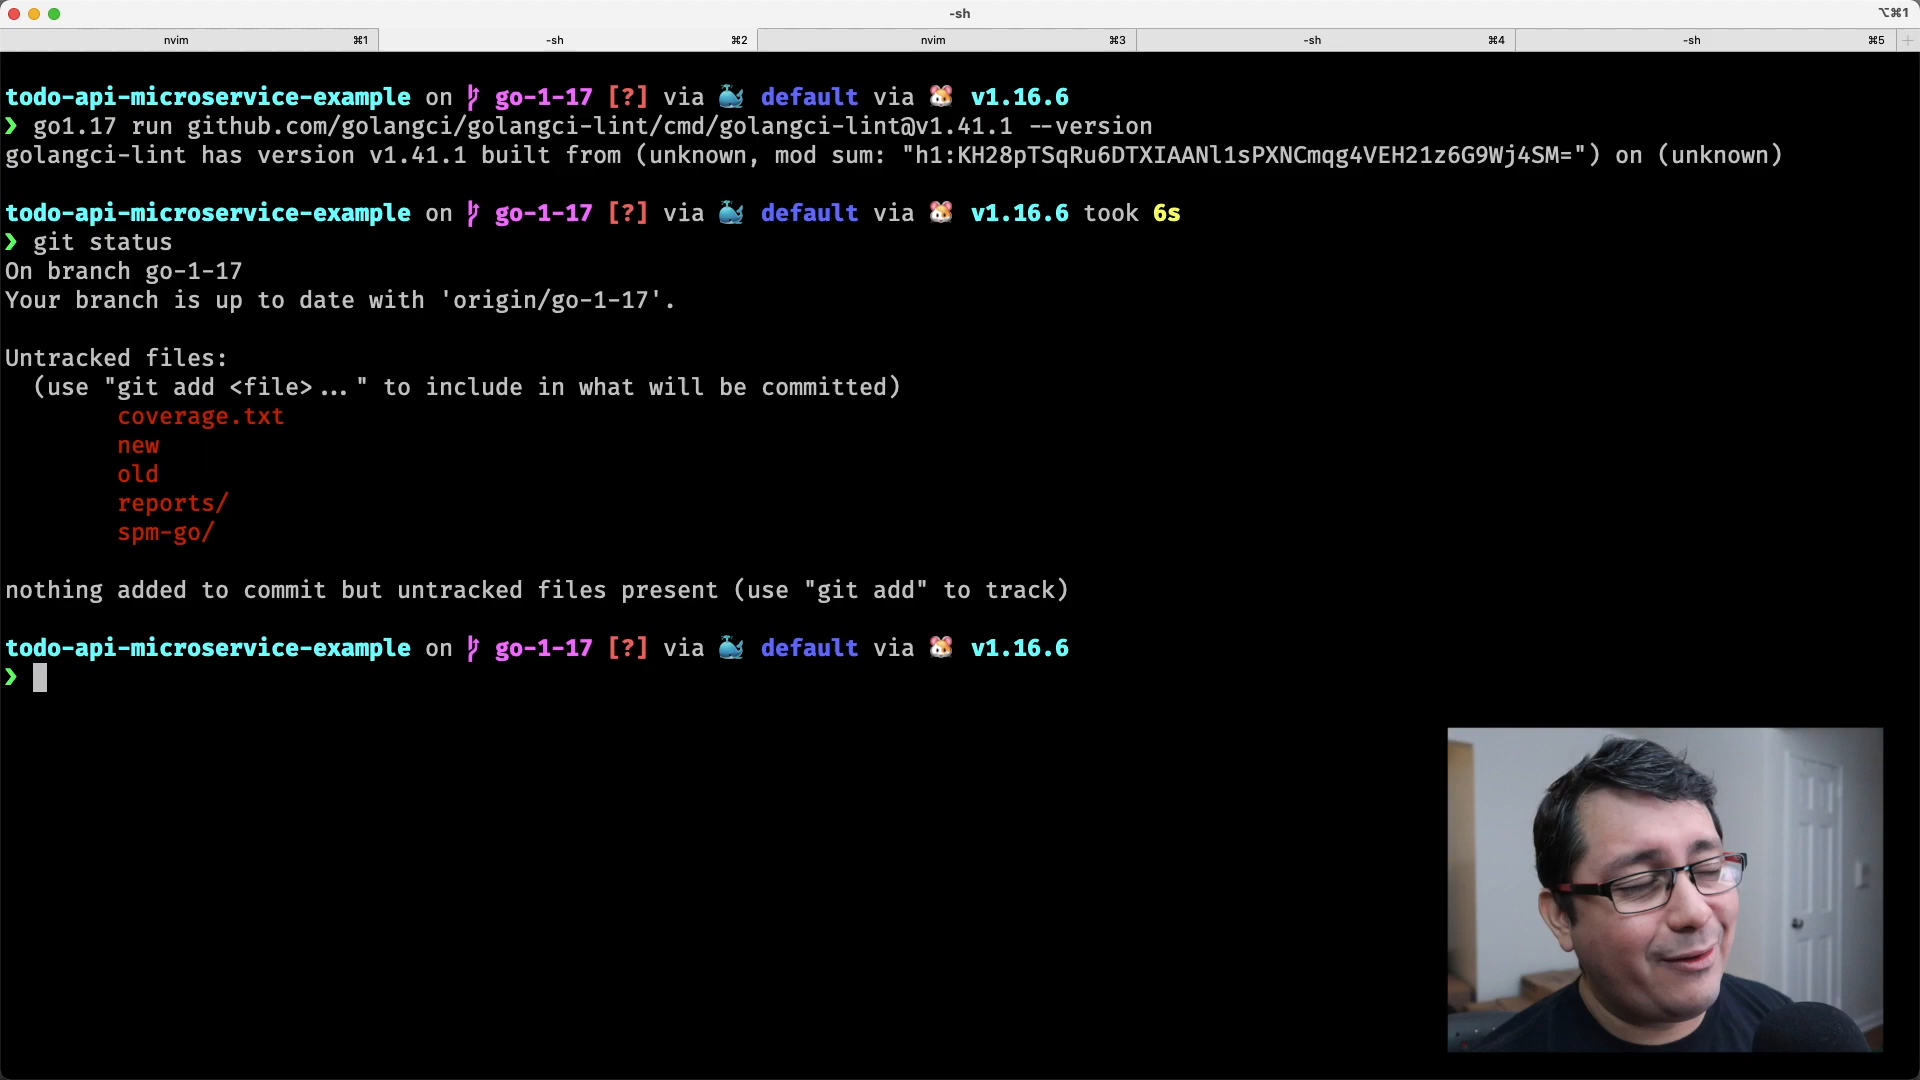 -sh
⌥⌘1
nvim ⌘1 -sh ⌘2 nvim ⌘3 -sh ⌘4 -sh ⌘5 +
todo-api-microservice-example on go-1-17 [?] via 🐳 default via 🐹 v1.16.6
❯ go1.17 run github.com/golangci/golangci-lint/cmd/golangci-lint@v1.41.1 --version
golangci-lint has version v1.41.1 built from (unknown, mod sum: "h1:KH28pTSqRu6DTXIAANl1sPXNCmqg4VEH21z6G9Wj4SM=") on (unknown)
todo-api-microservice-example on go-1-17 [?] via 🐳 default via 🐹 v1.16.6 took 6s
❯ git status
On branch go-1-17
Your branch is up to date with 'origin/go-1-17'.
Untracked files:
(use "git add <file>..." to include in what will be committed)
coverage.txt
new
old
reports/
spm-go/
nothing added to commit but untracked files present (use "git add" to track)
todo-api-microservice-example on go-1-17 [?] via 🐳 default via 🐹 v1.16.6
❯